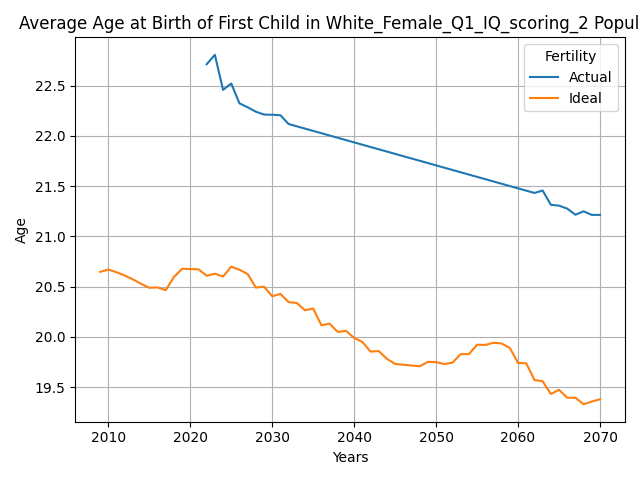 Average Age at Birth of First Child in White_Female_Q1_IQ_scoring_2 Popul
Fertility
Actual
Ideal
22.5
22.0
21.5
21.0
20.5
20.0
19.5
Age
2010 2020 2030 2040 2050 2060 2070
Years